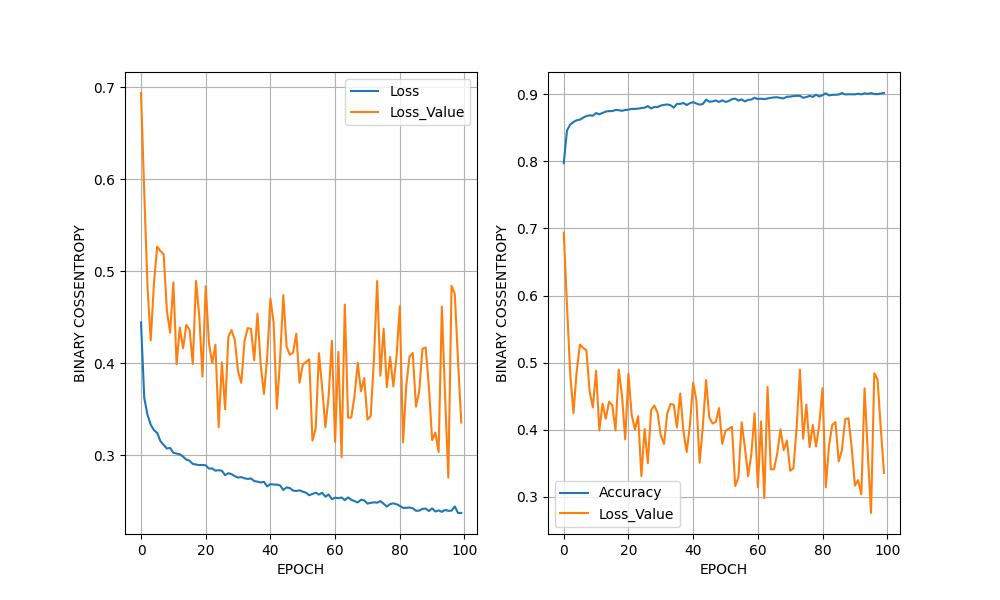 Loss
Loss_Value
0.7
0.6
0.5
0.4
0.3
BINARY COSSENTROPY
0 20 40 60 80 100
EPOCH
0.9
0.8
0.7
0.6
0.5
0.4
0.3
BINARY COSSENTROPY
Accuracy
Loss_Value
0 20 40 60 80 100
EPOCH